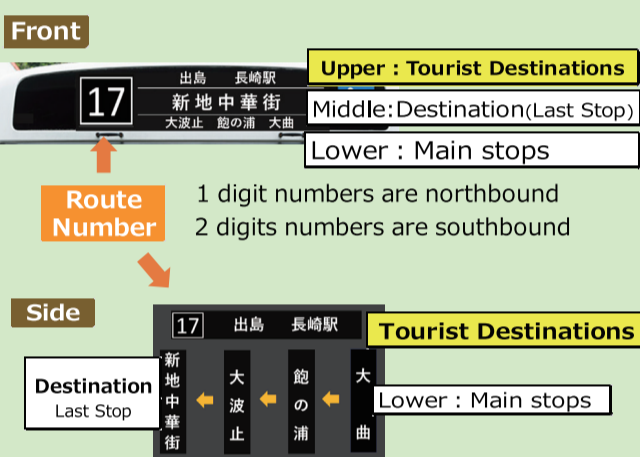 Front
出島 長崎駅
17 新地中華街
大波止 飽の浦 大曲
Upper : Tourist Destinations
Middle:Destination(Last Stop)
Lower : Main stops
Route
Number
1 digit numbers are northbound
2 digits numbers are southbound
Side
17 出島 長崎駅
Tourist Destinations
新地中華街
大波止
飽の浦
大曲
Destination
Last Stop
Lower : Main stops